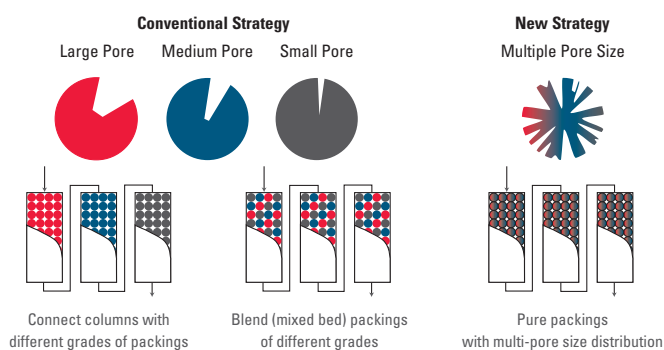 Conventional Strategy
New Strategy
Large Pore
Medium Pore
Small Pore
Multiple Pore Size
Connect columns with
different grades of packings
Blend (mixed bed) packings
of different grades
Pure packings
with multi-pore size distribution